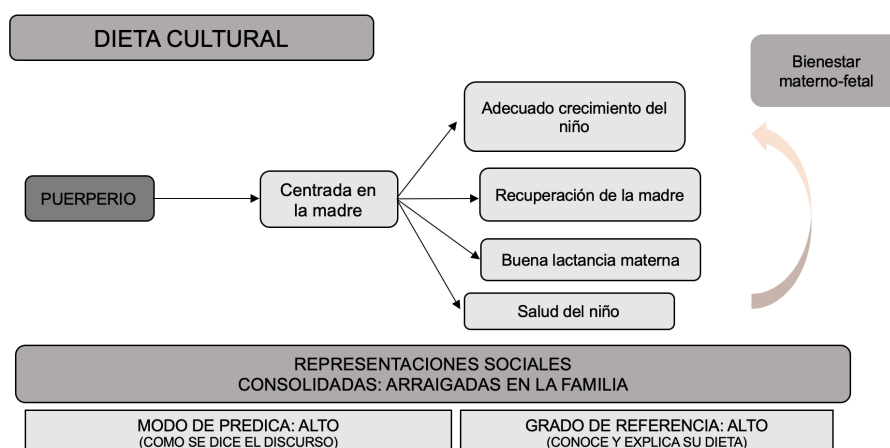 DIETA CULTURAL
Bienestar
materno-fetal
Adecuado crecimiento del
niño
PUERPERIO
Centrada en
la madre
Recuperación de la madre
Buena lactancia materna
Salud del niño
REPRESENTACIONES SOCIALES
CONSOLIDADAS: ARRAIGADAS EN LA FAMILIA
MODO DE PREDICA: ALTO
(COMO SE DICE EL DISCURSO)
GRADO DE REFERENCIA: ALTO
(CONOCE Y EXPLICA SU DIETA)